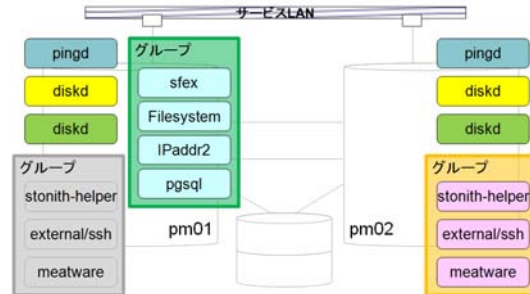 サービスLAN
pingd
diskd
diskd
グループ
stonith-helper
external/ssh
meatware
グループ
sfex
Filesystem
IPaddr2
pgsql
pm01
pm02
pingd
diskd
diskd
グループ
stonith-helper
external/ssh
meatware